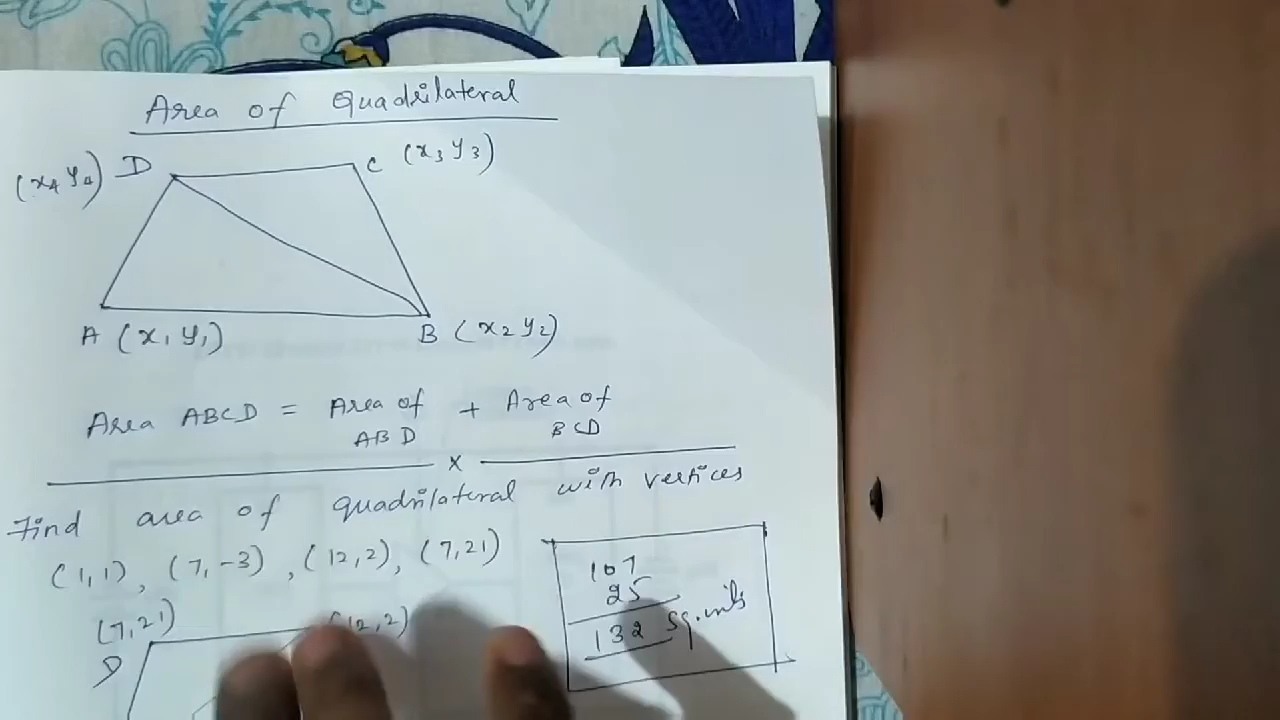 Area of Quadrilateral
(x4 y4) D C (x3 y3)
A (x1 y1) B (x2 y2)
Area ABCD = Area of ABD + Area of BCD
x
Find area of quadrilateral with vertices
(1,1), (7,-3), (12,2), (7,21)
107
25
132 Sq.units
(7,21) (12,2)
D